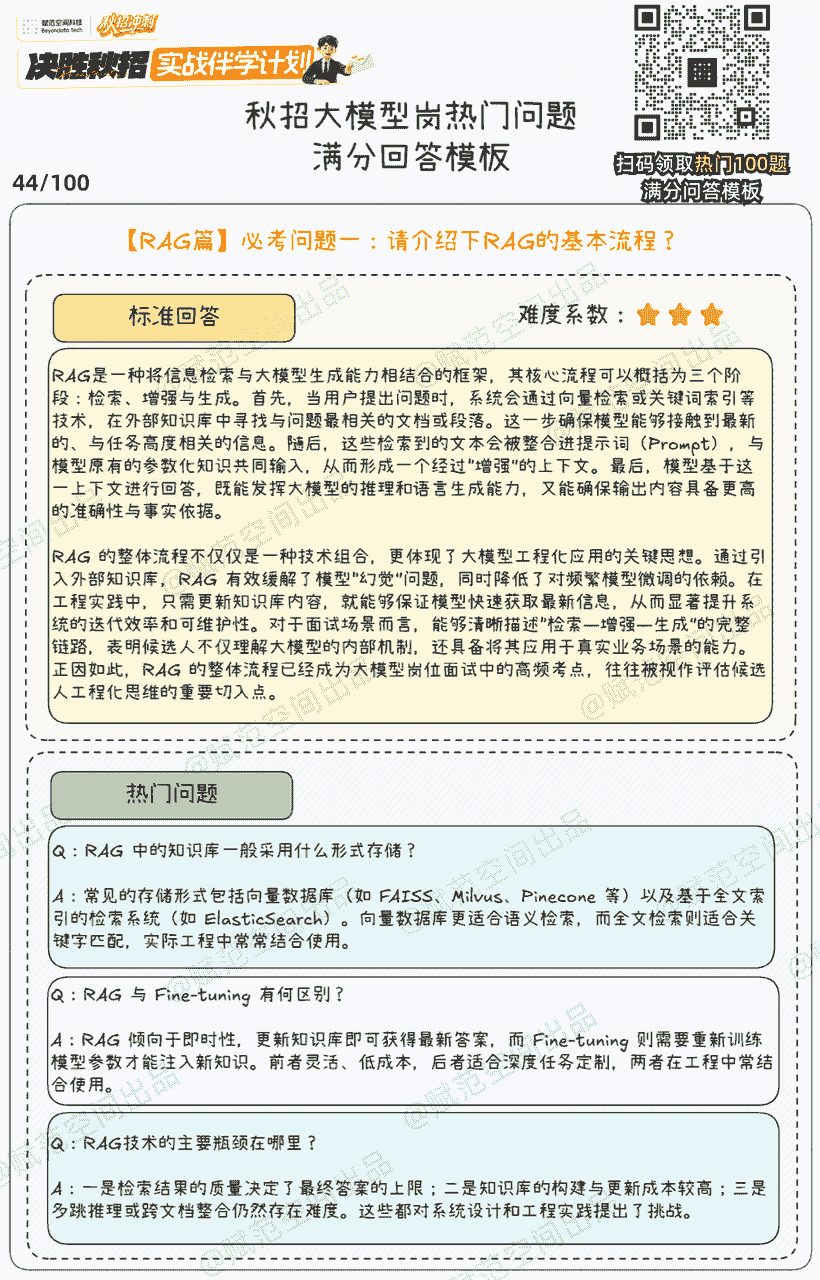 赋范空间科技
Beyondata tech
秋招冲刺
决胜秋招 实战伴学计划
秋招大模型岗热门问题
满分回答模板
扫码领取热门100题
满分问答模板
44/100
【RAG篇】必考问题一：请介绍下RAG的基本流程？
标准回答
难度系数：
RAG是一种将信息检索与大模型生成能力相结合的框架，其核心流程可以概括为三个阶
段：检索、增强与生成。首先，当用户提出问题时，系统会通过向量检索或关键词索引等
技术，在外部知识库中寻找与问题最相关的文档或段落。这一步确保模型能够接触到最新
的、与任务高度相关的信息。随后，这些检索到的文本会被整合进提示词（Prompt），与
模型原有的参数化知识共同输入，从而形成一个经过"增强"的上下文。最后，模型基于这
一上下文进行回答，既能发挥大模型的推理和语言生成能力，又能确保输出内容具备更高
的准确性与事实依据。
RAG 的整体流程不仅仅是一种技术组合，更体现了大模型工程化应用的关键思想。通过引
入外部知识库，RAG 有效缓解了模型"幻觉"问题，同时降低了对频繁模型微调的依赖。在
工程实践中，只需更新知识库内容，就能够保证模型快速获取最新信息，从而显著提升系
统的迭代效率和可维护性。对于面试场景而言，能够清晰描述"检索—增强—生成"的完整
链路，表明候选人不仅理解大模型的内部机制，还具备将其应用于真实业务场景的能力。
正因如此，RAG 的整体流程已经成为大模型岗位面试中的高频考点，往往被视作评估候选
人工程化思维的重要切入点。
热门问题
Q：RAG 中的知识库一般采用什么形式存储？
A：常见的存储形式包括向量数据库（如 FAISS、Milvus、Pinecone 等）以及基于全文索
引的检索系统（如 ElasticSearch）。向量数据库更适合语义检索，而全文检索则适合关
键字匹配，实际工程中常常结合使用。
Q：RAG 与 Fine-tuning 有何区别？
A：RAG 倾向于即时性，更新知识库即可获得最新答案，而 Fine-tuning 则需要重新训练
模型参数才能注入新知识。前者灵活、低成本，后者适合深度任务定制，两者在工程中常结
合使用。
Q：RAG技术的主要瓶颈在哪里？
A：一是检索结果的质量决定了最终答案的上限；二是知识库的构建与更新成本较高；三是
多跳推理或跨文档整合仍然存在难度。这些都对系统设计和工程实践提出了挑战。
@赋范空间出品